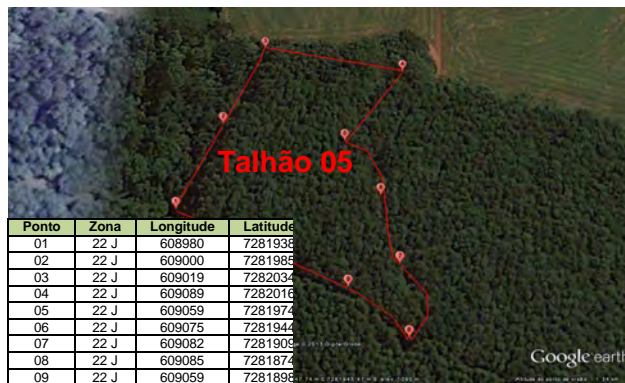 Talhão 05
Ponto Zona Longitude Latitude
01 22 J 608980 7281938
02 22 J 609000 7281985
03 22 J 609019 7282034
04 22 J 609089 7282016
05 22 J 609059 7281974
06 22 J 609075 7281944
07 22 J 609082 7281909
08 22 J 609085 7281874
09 22 J 609059 7281898
Google earth